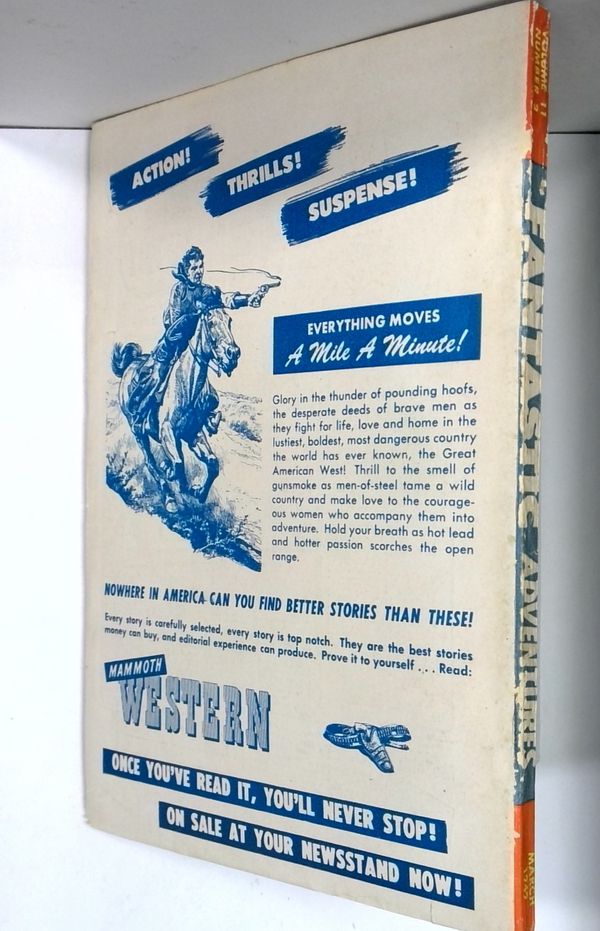 ACTION!
THRILLS!
SUSPENSE!
EVERYTHING MOVES
A Mile A Minute!
Glory in the thunder of pounding hoofs,
the desperate deeds of brave men as
they fight for life, love and home in the
lustiest, boldest, most dangerous country
the world has ever known, the Great
American West! Thrill to the smell of
gunsmoke as men-of-steel tame a wild
country and make love to the courage-
ous women who accompany them into
adventure. Hold your breath as hot lead
and hotter passion scorches the open
range.
NOWHERE IN AMERICA CAN YOU FIND BETTER STORIES THAN THESE!
Every story is carefully selected, every story is top notch. They are the best stories
money can buy, and editorial experience can produce. Prove it to yourself . . . Read:
MAMMOTH
WESTERN
ONCE YOU'VE READ IT, YOU'LL NEVER STOP!
ON SALE AT YOUR NEWSSTAND NOW!
VOLUME 11
NUMBER 3
FANTASTIC ADVENTURES
MARCH